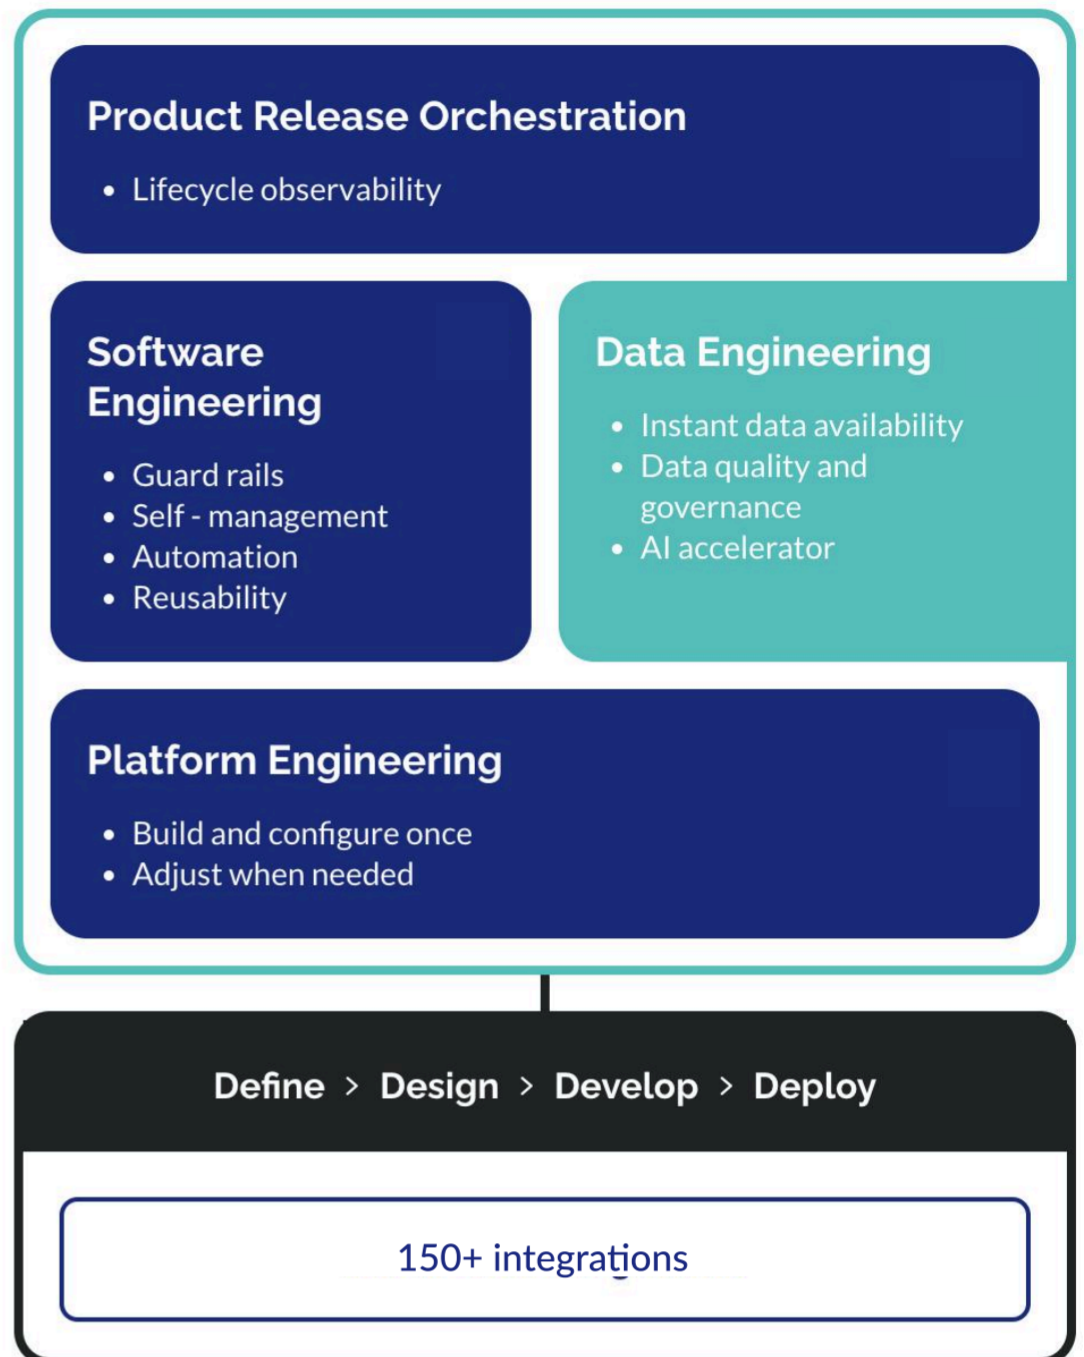 Product Release Orchestration
• Lifecycle observability
Software
Engineering
• Guard rails
• Self - management
• Automation
• Reusability
Data Engineering
• Instant data availability
• Data quality and
governance
• AI accelerator
Platform Engineering
• Build and configure once
• Adjust when needed
Define > Design > Develop > Deploy
150+ integrations